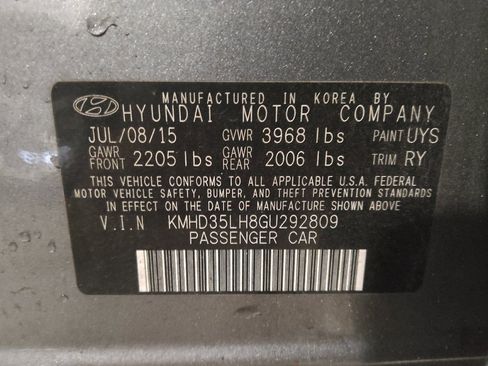 MANUFACTURED IN KOREA BY
HYUNDAI MOTOR COMPANY
JUL/08/15 GVWR 3968 lbs PAINT UYS
GAWR FRONT 2205 lbs GAWR REAR 2006 lbs TRIM RY
THIS VEHICLE CONFORMS TO ALL APPLICABLE U.S.A. FEDERAL
MOTOR VEHICLE SAFETY, BUMPER, AND THEFT PREVENTION STANDARDS
IN EFFECT ON THE DATE OF MANUFACTURE SHOWN ABOVE
V.I.N KMHD35LH8GU292809
PASSENGER CAR